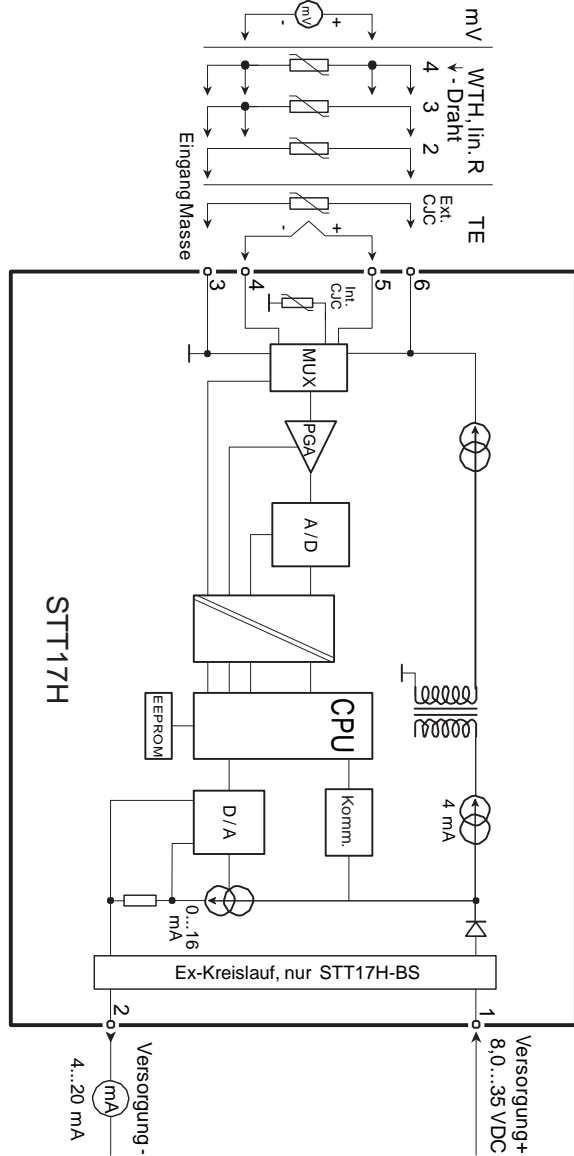 mV
- mV +
WTH, lin. R
↓ - Draht
4
3
2
Eingang Masse
TE
Ext.
CJC
- +
3
4
5
6
Int.
CJC
MUX
PGA
A/D
CPU
EEPROM
D/A
Komm.
4 mA
0...16
mA
STT17H
Ex-Kreislauf, nur STT17H-BS
1
2
Versorgung+
8,0...35 VDC
Versorgung -
mA
4...20 mA